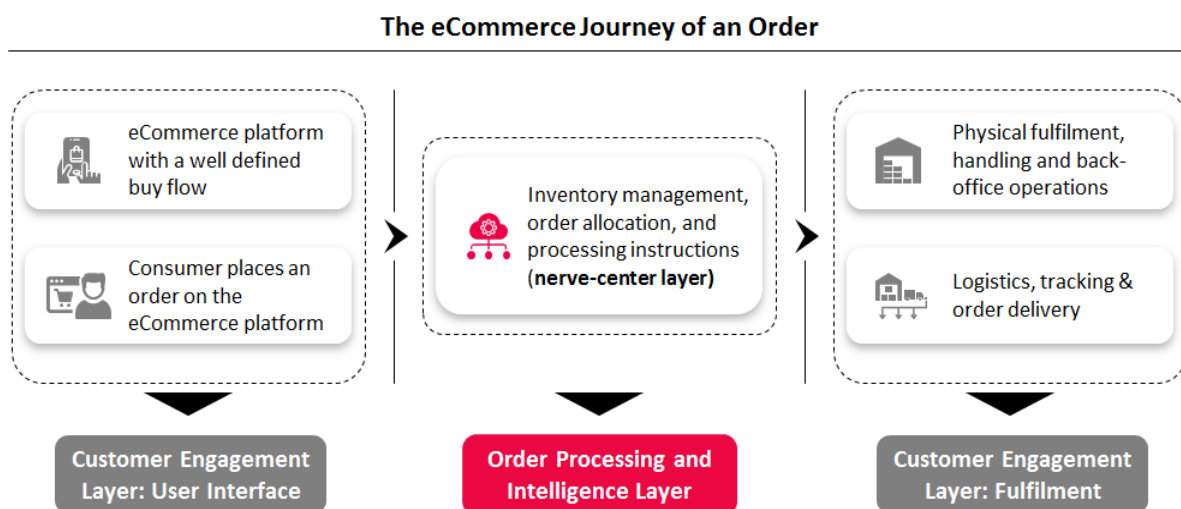 The eCommerce Journey of an Order
eCommerce platform
with a well defined
buy flow
Consumer places an
order on the
eCommerce platform
Customer Engagement
Layer: User Interface
Inventory management,
order allocation, and
processing instructions
(nerve-center layer)
Order Processing and
Intelligence Layer
Physical fulfilment,
handling and back-
office operations
Logistics, tracking &
order delivery
Customer Engagement
Layer: Fulfilment